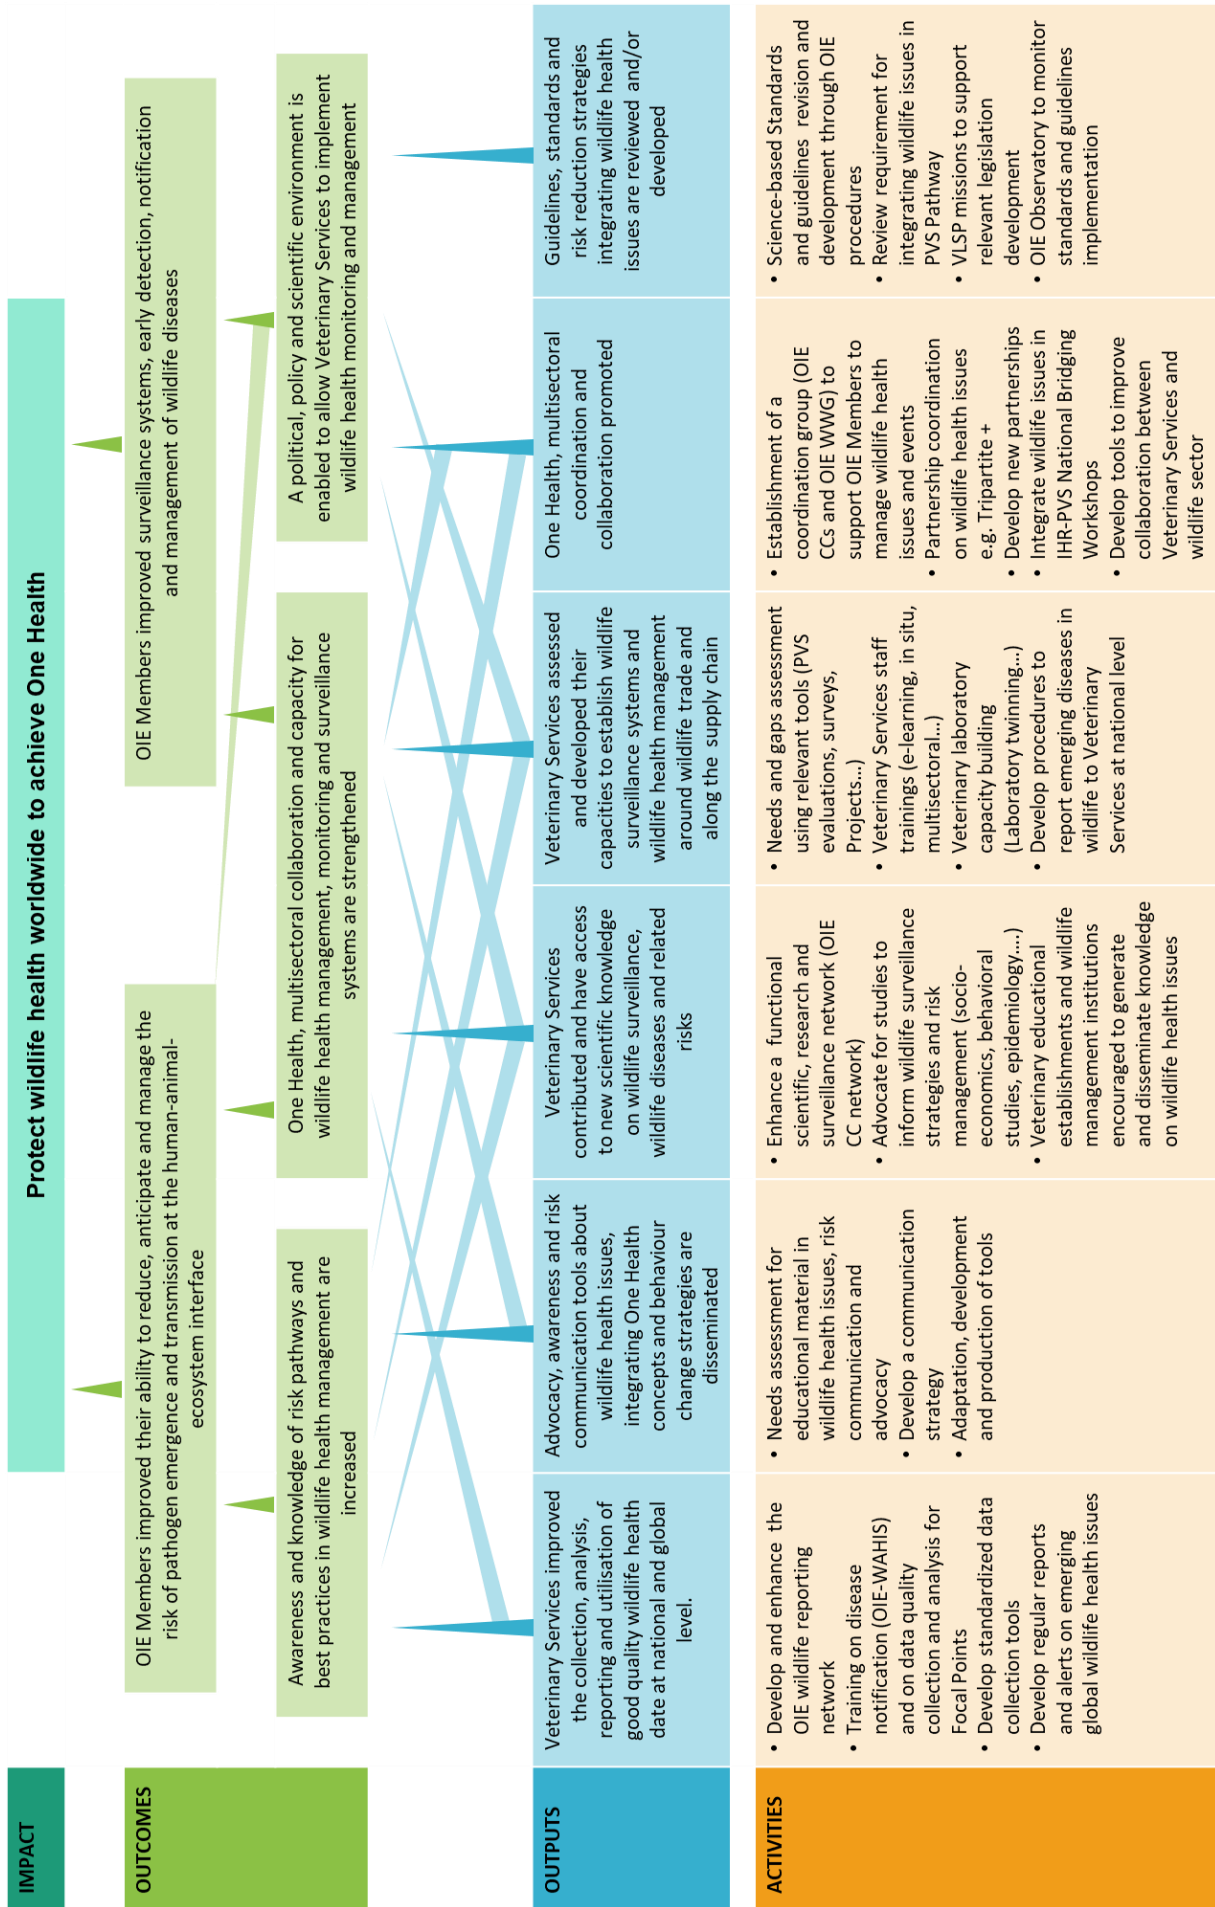 IMPACT
Protect wildlife health worldwide to achieve One Health
OUTCOMES
OIE Members improved their ability to reduce, anticipate and manage the
risk of pathogen emergence and transmission at the human-animal-
ecosystem interface
OIE Members improved surveillance systems, early detection, notification
and management of wildlife diseases
Awareness and knowledge of risk pathways and
best practices in wildlife health management are
increased
One Health, multisectoral collaboration and capacity for
wildlife health management, monitoring and surveillance
systems are strengthened
A political, policy and scientific environment is
enabled to allow Veterinary Services to implement
wildlife health monitoring and management
OUTPUTS
Veterinary Services improved
the collection, analysis,
reporting and utilisation of
good quality wildlife health
date at national and global
level.
Advocacy, awareness and risk
communication tools about
wildlife health issues,
integrating One Health
concepts and behaviour
change strategies are
disseminated
Veterinary Services
contributed and have access
to new scientific knowledge
on wildlife surveillance,
wildlife diseases and related
risks
Veterinary Services assessed
and developed their
capacities to establish wildlife
surveillance systems and
wildlife health management
around wildlife trade and
along the supply chain
One Health, multisectoral
coordination and
collaboration promoted
Guidelines, standards and
risk reduction strategies
integrating wildlife health
issues are reviewed and/or
developed
ACTIVITIES
• Develop and enhance the
OIE wildlife reporting
network
• Training on disease
notification (OIE-WAHIS)
and on data quality
collection and analysis for
Focal Points
• Develop standardized data
collection tools
• Develop regular reports
and alerts on emerging
global wildlife health issues
• Needs assessment for
educational material in
wildlife health issues, risk
communication and
advocacy
• Develop a communication
strategy
• Adaptation, development
and production of tools
• Enhance a functional
scientific, research and
surveillance network (OIE
CC network)
• Advocate for studies to
inform wildlife surveillance
strategies and risk
management (socio-
economics, behavioral
studies, epidemiology....)
• Veterinary educational
establishments and wildlife
management institutions
encouraged to generate
and disseminate knowledge
on wildlife health issues
• Needs and gaps assessment
using relevant tools (PVS
evaluations, surveys,
Projects...)
• Veterinary Services staff
trainings (e-learning, in situ,
multisectoral...)
• Veterinary laboratory
capacity building
(Laboratory twinning...)
• Develop procedures to
report emerging diseases in
wildlife to Veterinary
Services at national level
• Establishment of a
coordination group (OIE
CCs and OIE WWG) to
support OIE Members to
manage wildlife health
issues and events
• Partnership coordination
on wildlife health issues
e.g. Tripartite +
• Develop new partnerships
• Integrate wildlife issues in
IHR-PVS National Bridging
Workshops
• Develop tools to improve
collaboration between
Veterinary Services and
wildlife sector
• Science-based Standards
and guidelines revision and
development through OIE
procedures
• Review requirement for
integrating wildlife issues in
PVS Pathway
• VLSP missions to support
relevant legislation
development
• OIE Observatory to monitor
standards and guidelines
implementation